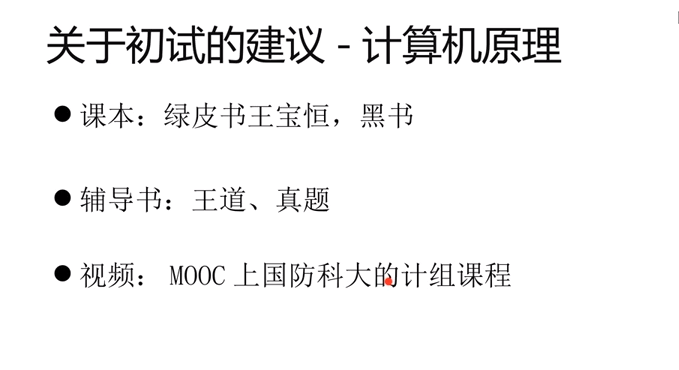 关于初试的建议 - 计算机原理
● 课本：绿皮书王宝恒，黑书
● 辅导书：王道、真题
● 视频： MOOC 上国防科大的计组课程